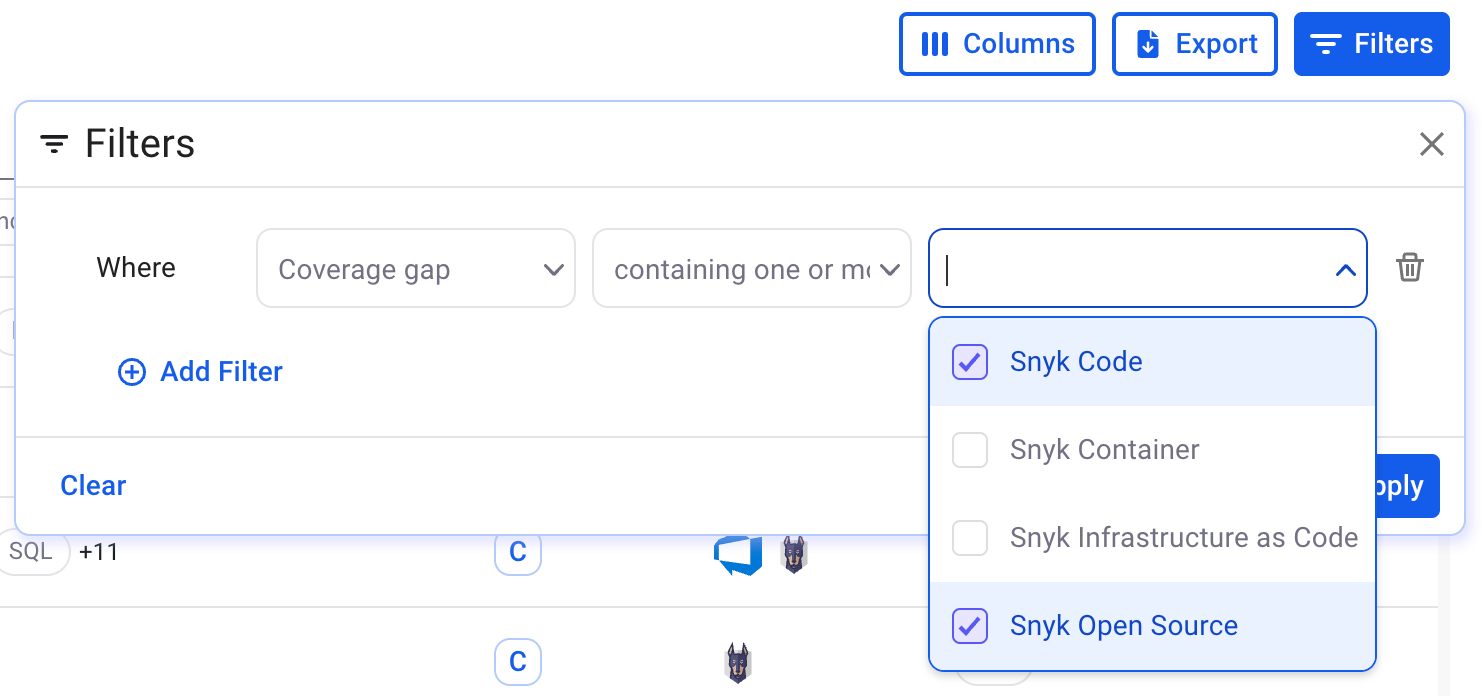 Columns
Export
Filters
Filters
Where
Coverage gap
containing one or mo
Add Filter
Snyk Code
Snyk Container
Snyk Infrastructure as Code
Snyk Open Source
Clear
pply
SQL
+11
C
C